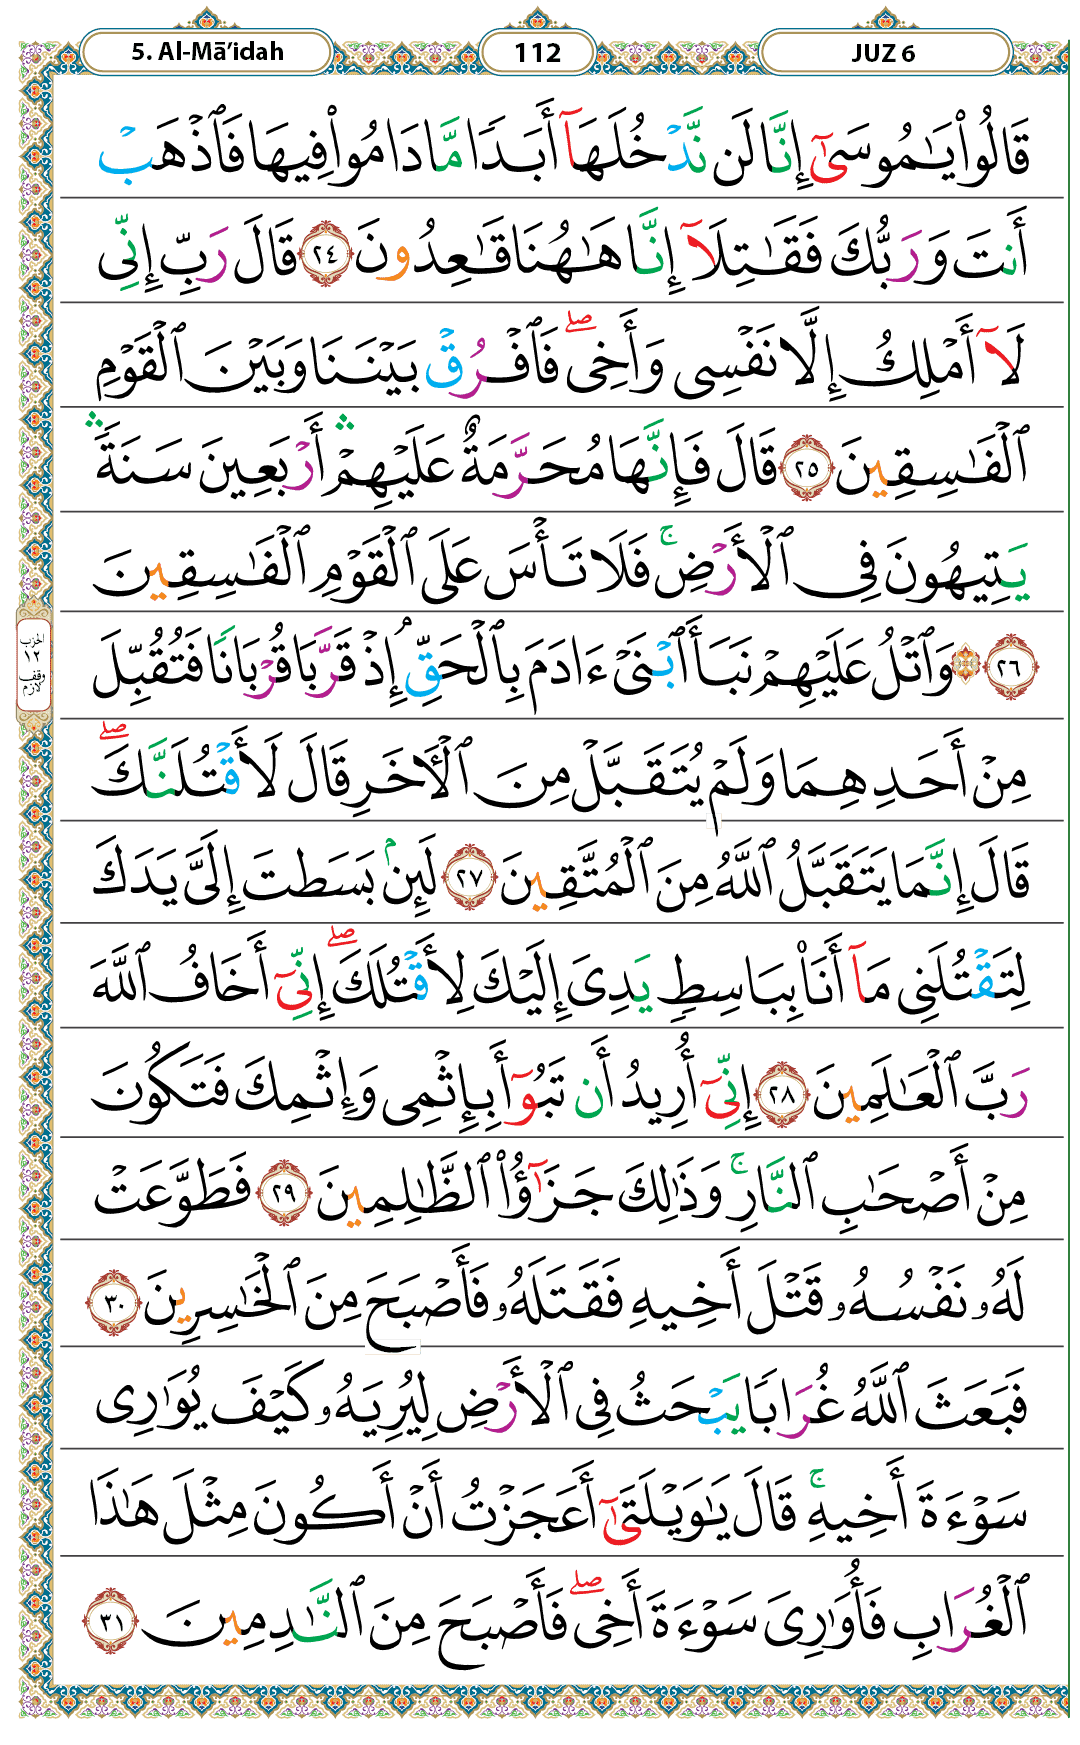 5. Al-Mā’idah
112
JUZ 6
قَالُوا۟ يَـٰمُوسَىٰٓ إِنَّا لَن نَّدْخُلَهَآ أَبَدًا مَّا دَامُوا۟ فِيهَا فَٱذْهَبْ
أَنتَ وَرَبُّكَ فَقَـٰتِلَآ إِنَّا هَـٰهُنَا قَـٰعِدُونَ ٢٤ قَالَ رَبِّ إِنِّى
لَآ أَمْلِكُ إِلَّا نَفْسِى وَأَخِى ۖ فَٱفْرُقْ بَيْنَنَا وَبَيْنَ ٱلْقَوْمِ
ٱلْفَـٰسِقِينَ ٢٥ قَالَ فَإِنَّهَا مُحَرَّمَةٌ عَلَيْهِمْ ۛ أَرْبَعِينَ سَنَةً ۛ
يَتِيهُونَ فِى ٱلْأَرْضِ ۚ فَلَا تَأْسَ عَلَى ٱلْقَوْمِ ٱلْفَـٰسِقِينَ
٢٦ ۞ وَٱتْلُ عَلَيْهِمْ نَبَأَ ٱبْنَىْ ءَادَمَ بِٱلْحَقِّ ۘ إِذْ قَرَّبَا قُرْبَانًا فَتُقُبِّلَ
مِنْ أَحَدِهِمَا وَلَمْ يُتَقَبَّلْ مِنَ ٱلْـَٔاخَرِ قَالَ لَأَقْتُلَنَّكَ ۖ
قَالَ إِنَّمَا يَتَقَبَّلُ ٱللَّهُ مِنَ ٱلْمُتَّقِينَ ٢٧ لَئِنۢ بَسَطتَ إِلَىَّ يَدَكَ
لِتَقْتُلَنِى مَآ أَنَا۠ بِبَاسِطٍ يَدِىَ إِلَيْكَ لِأَقْتُلَكَ ۖ إِنِّىٓ أَخَافُ ٱللَّهَ
رَبَّ ٱلْعَـٰلَمِينَ ٢٨ إِنِّىٓ أُرِيدُ أَن تَبُوٓأَ بِإِثْمِى وَإِثْمِكَ فَتَكُونَ
مِنْ أَصْحَـٰبِ ٱلنَّارِ ۚ وَذَٰلِكَ جَزَٰٓؤُا۟ ٱلظَّـٰلِمِينَ ٢٩ فَطَوَّعَتْ
لَهُۥ نَفْسُهُۥ قَتْلَ أَخِيهِ فَقَتَلَهُۥ فَأَصْبَحَ مِنَ ٱلْخَـٰسِرِينَ ٣٠
فَبَعَثَ ٱللَّهُ غُرَابًا يَبْحَثُ فِى ٱلْأَرْضِ لِيُرِيَهُۥ كَيْفَ يُوَٰرِى
سَوْءَةَ أَخِيهِ ۚ قَالَ يَـٰوَيْلَتَىٰٓ أَعَجَزْتُ أَنْ أَكُونَ مِثْلَ هَـٰذَا
ٱلْغُرَابِ فَأُوَٰرِىَ سَوْءَةَ أَخِى ۖ فَأَصْبَحَ مِنَ ٱلنَّـٰدِمِينَ ٣١
الحزب
١٢
وقف
لازم